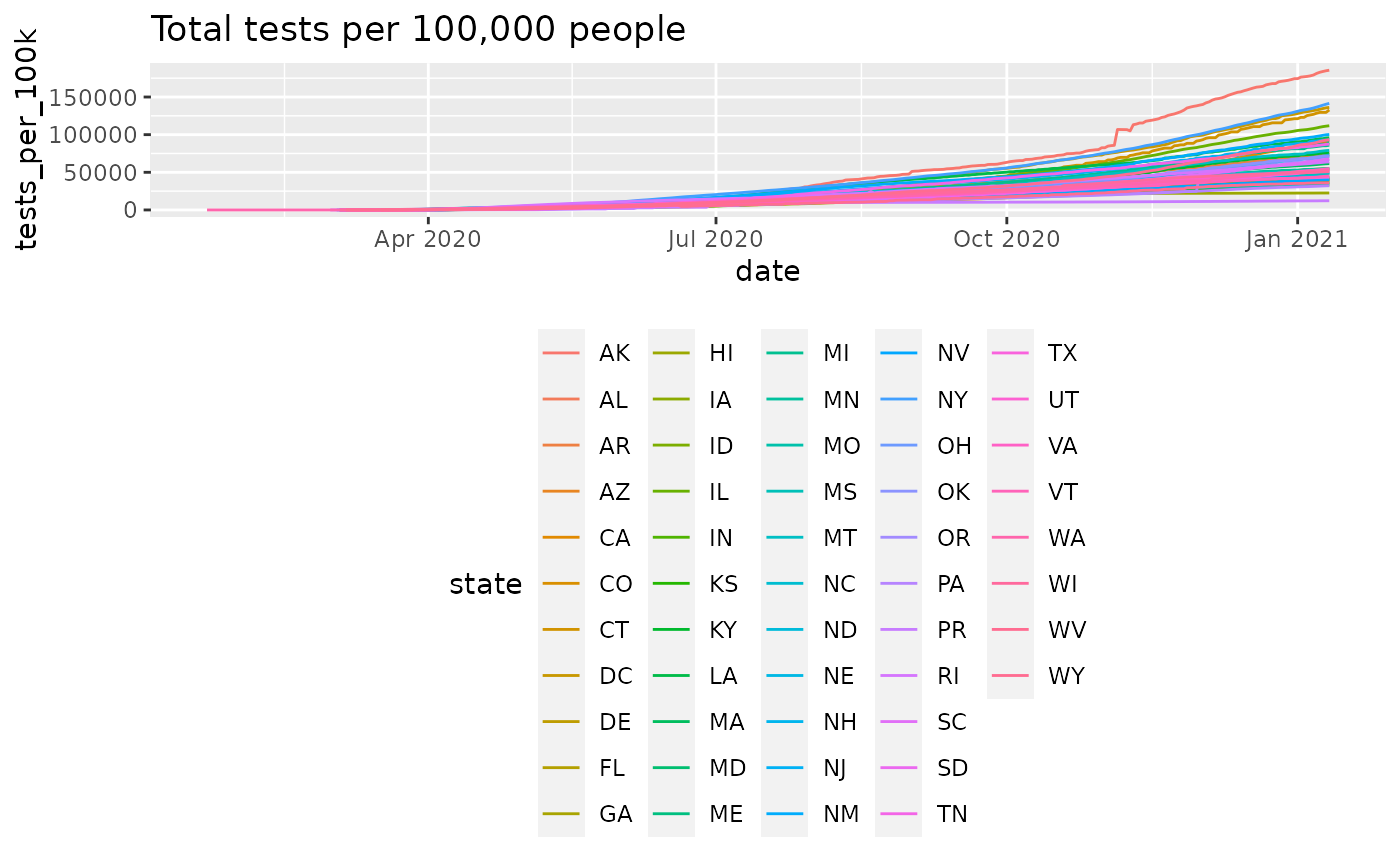 Total tests per 100,000 people
tests_per_100k
150000
100000
50000
0
Apr 2020 Jul 2020 Oct 2020 Jan 2021
date
state
AK HI MI NV TX
AL IA MN NY UT
AR ID MO OH VA
AZ IL MS OK VT
CA IN MT OR WA
CO KS NC PA WI
CT KY ND PR WV
DC LA NE RI WY
DE MA NH SC
FL MD NJ SD
GA ME NM TN